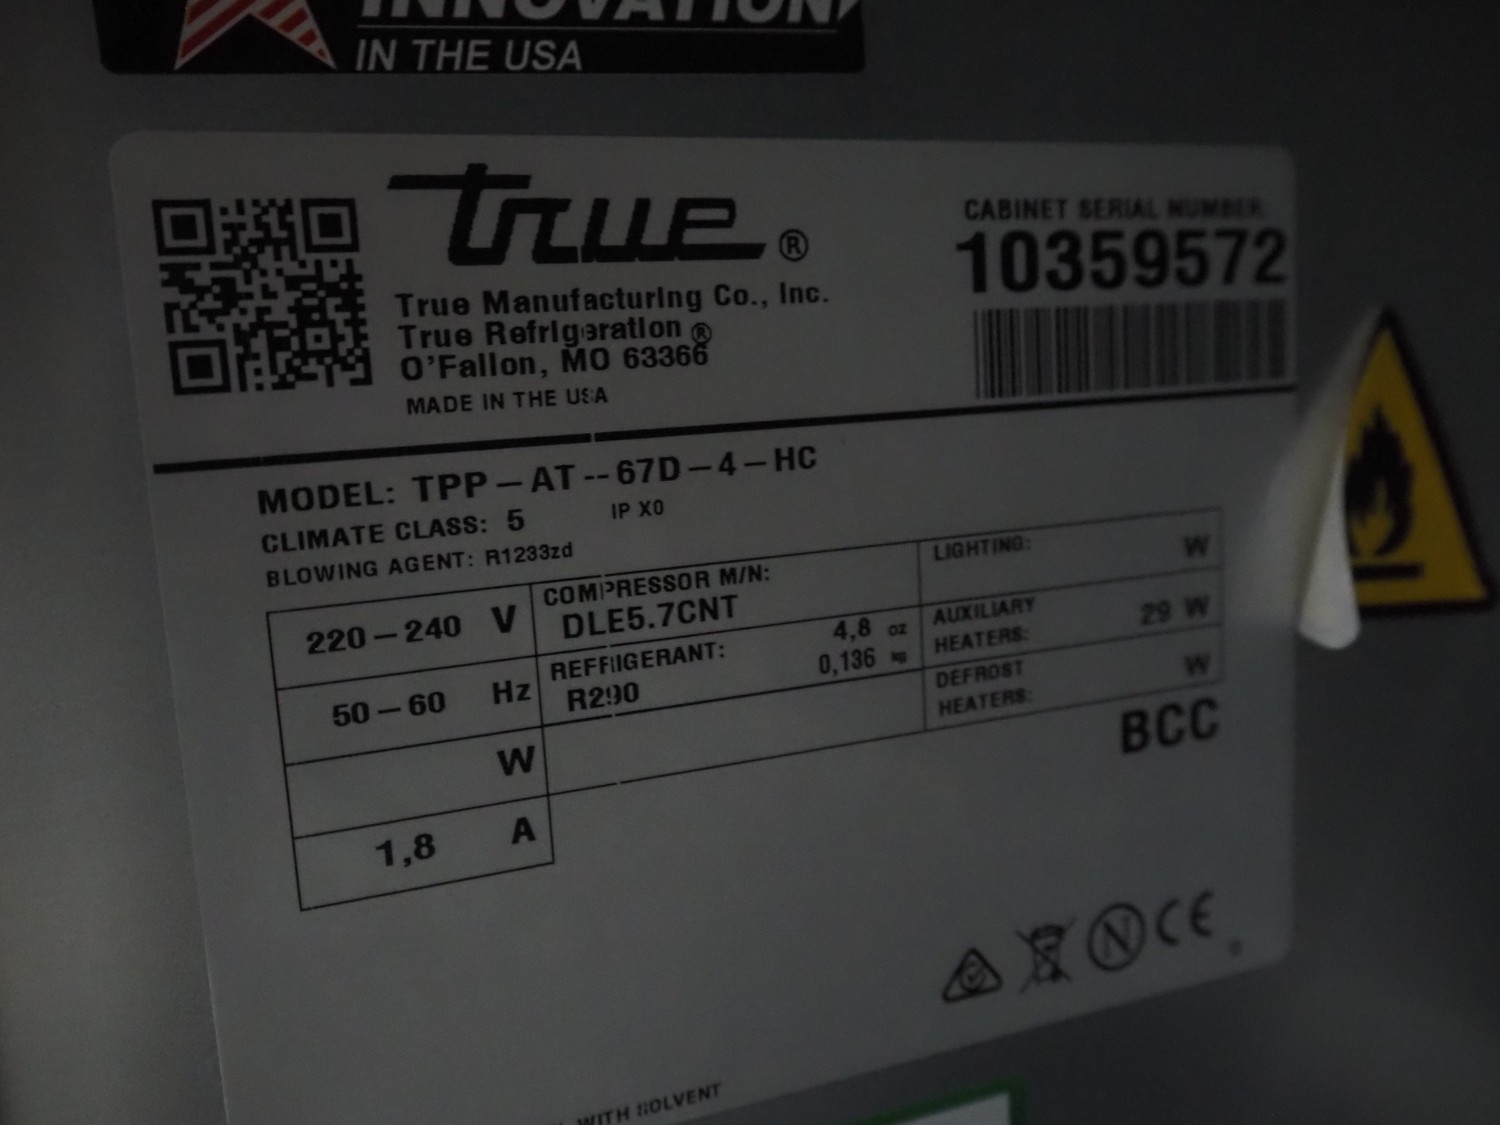 INNOVATION
IN THE USA
true®
True Manufacturing Co., Inc.
True Refrigeration ®
O'Fallon, MO 63366
MADE IN THE USA
CABINET SERIAL NUMBER:
10359572
MODEL: TPP-AT--67D-4-HC
CLIMATE CLASS: 5 IP X0
BLOWING AGENT: R1233zd
220-240 V
50-60 Hz
W
1,8 A
COMPRESSOR M/N:
DLE5.7CNT
REFRIGERANT:
R290
4,8 oz
0,136 kg
LIGHTING: W
AUXILIARY
HEATERS: 29 W
DEFROST
HEATERS: W
BCC
N CE
WITH SOLVENT